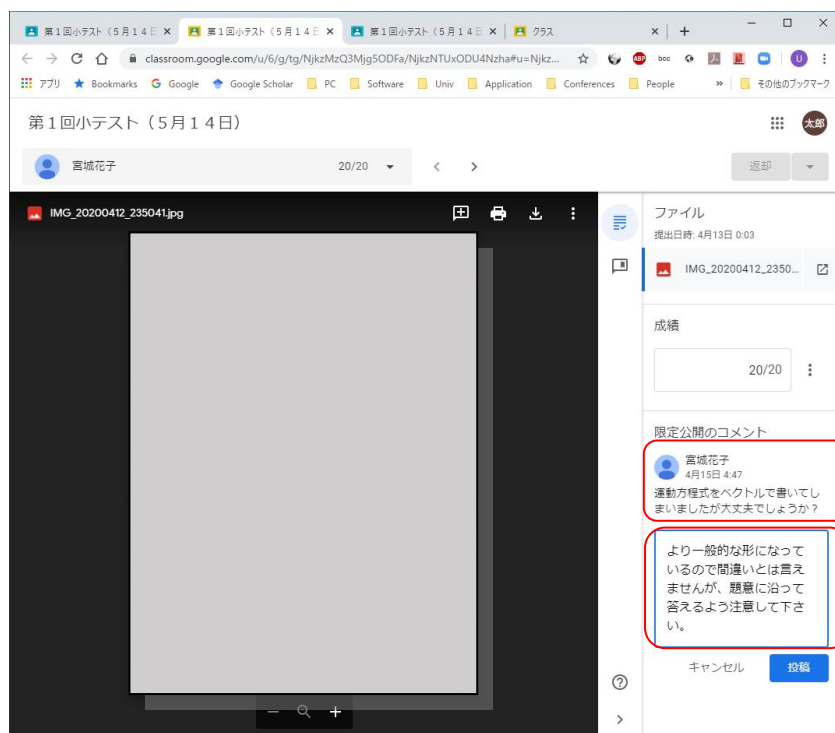 第１回小テスト（５月１４日
第１回小テスト（５月１４日
第１回小テスト（５月１４日
クラス
classroom.google.com/u/6/g/tg/NjkzMzQ3Mjg5ODFa/NjkzNTUxODU4Nzha#u=Njkz...
ABP
bcc
U
アプリ
Bookmarks
G Google
Google Scholar
PC
Software
Univ
Application
Conferences
People
»
その他のブックマーク
第１回小テスト（５月１４日）
太郎
宮城花子
20/20
返却
IMG_20200412_235041.jpg
ファイル
提出日時: 4月13日 0:03
IMG_20200412_2350...
成績
20/20
限定公開のコメント
宮城花子
4月15日 4:47
運動方程式をベクトルで書いてし
まいましたが大丈夫でしょうか？
より一般的な形になって
いるので間違いとは言え
ませんが、題意に沿って
答えるよう注意して下さ
い。
キャンセル
投稿